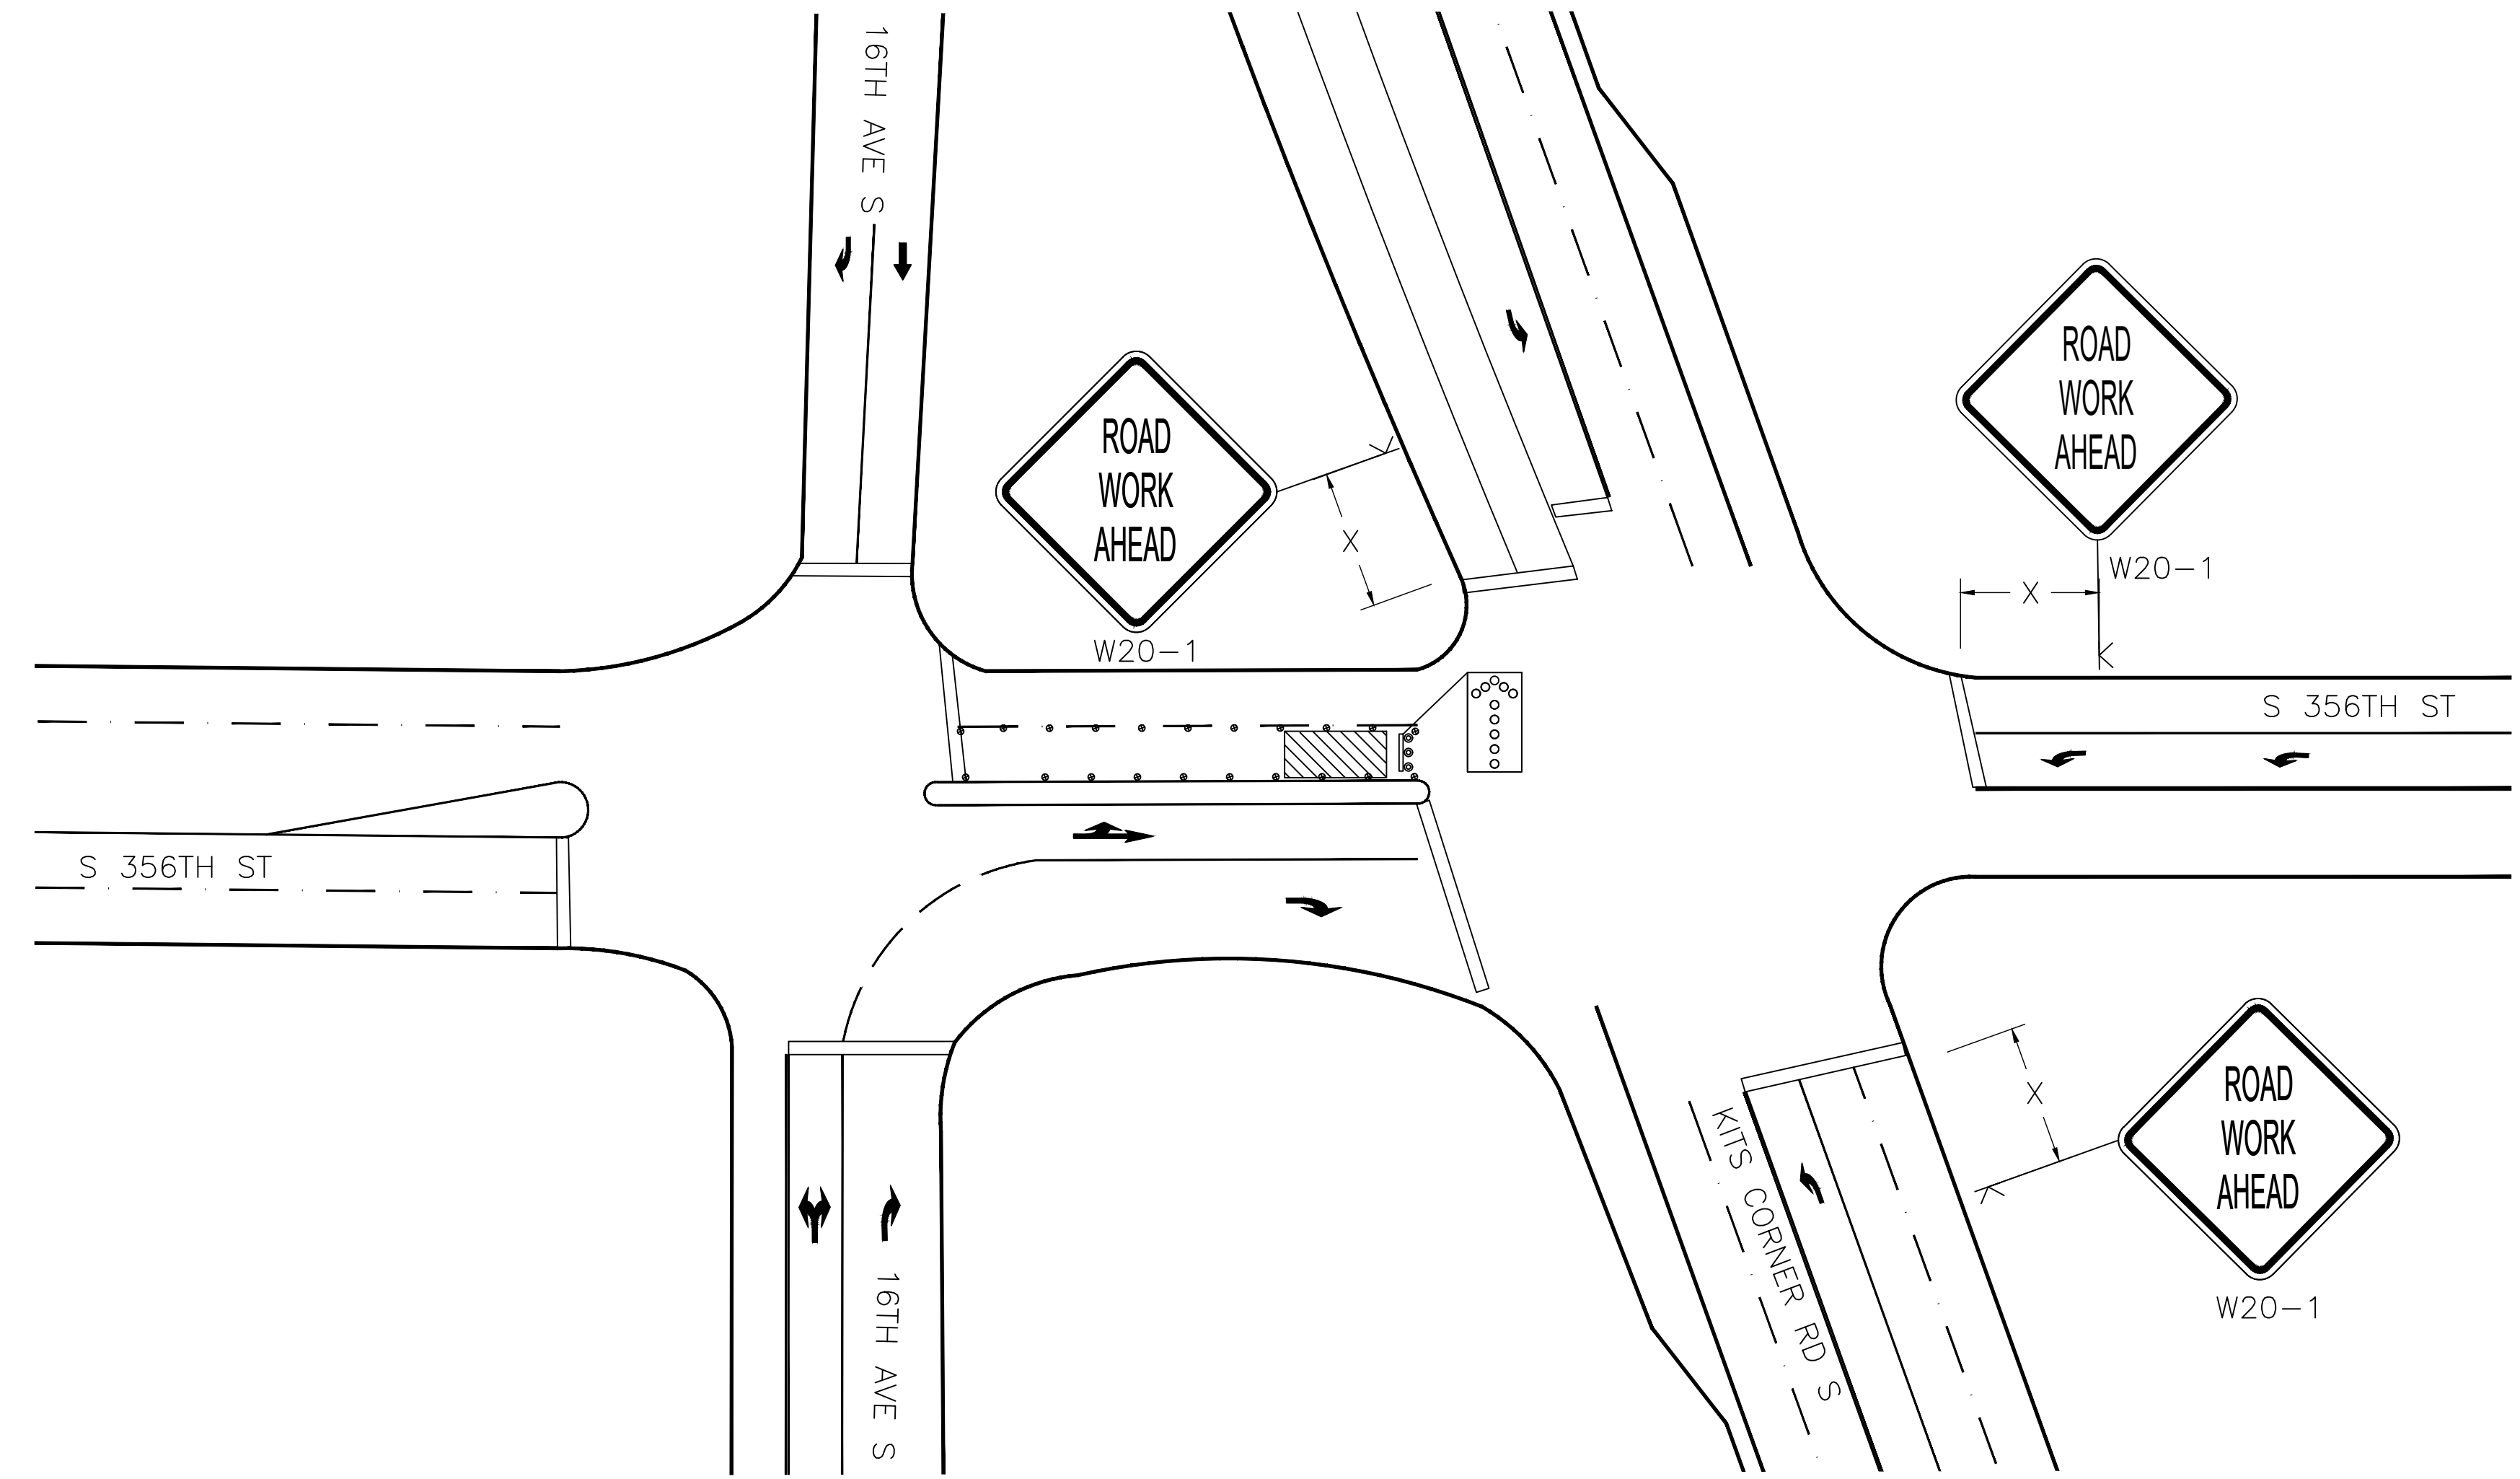 16TH AVE S
ROAD
WORK
AHEAD
W20-1
X
ROAD
WORK
AHEAD
W20-1
X
S 356TH ST
S 356TH ST
16TH AVE S
KITS CORNER RD S
X
ROAD
WORK
AHEAD
W20-1